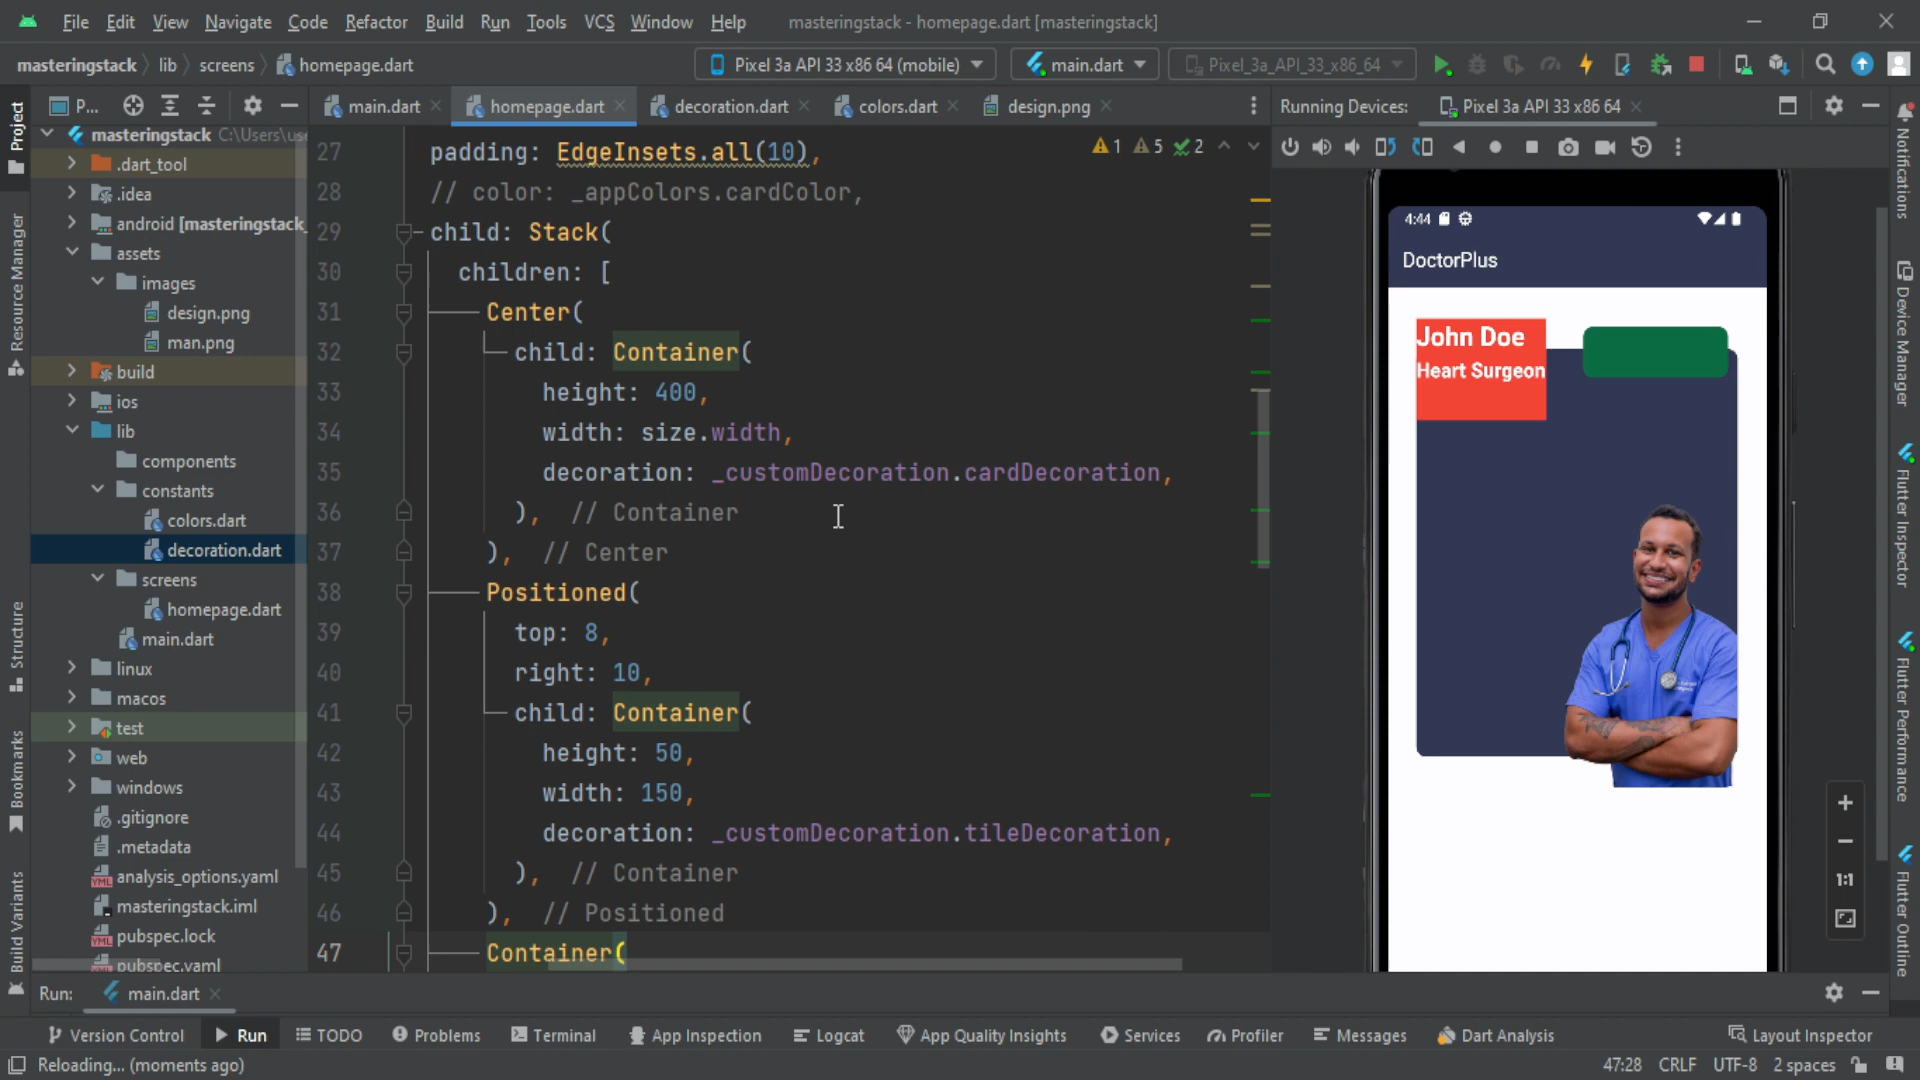 File Edit View Navigate Code Refactor Build Run Tools VCS Window Help masteringstack - homepage.dart [masteringstack]
masteringstack lib screens homepage.dart Pixel 3a API 33 x86 64 (mobile) main.dart Pixel_3a_API_33_x86_64
P... main.dart homepage.dart decoration.dart colors.dart design.png Running Devices: Pixel 3a API 33 x86 64
Project
Resource Manager
Structure
Bookmarks
Build Variants
masteringstack C:\Users\use
.dart_tool
.idea
android [masteringstack_
assets
images
design.png
man.png
build
ios
lib
components
constants
colors.dart
decoration.dart
screens
homepage.dart
main.dart
linux
macos
test
web
windows
.gitignore
.metadata
analysis_options.yaml
masteringstack.iml
pubspec.lock
pubspec.yaml
1 5 2
27 padding: EdgeInsets.all(10),
28 // color: _appColors.cardColor,
29 child: Stack(
30 children: [
31 Center(
32 child: Container(
33 height: 400,
34 width: size.width,
35 decoration: _customDecoration.cardDecoration,
36 ), // Container
37 ), // Center
38 Positioned(
39 top: 8,
40 right: 10,
41 child: Container(
42 height: 50,
43 width: 150,
44 decoration: _customDecoration.tileDecoration,
45 ), // Container
46 ), // Positioned
47 Container(
4:44
DoctorPlus
John Doe
Heart Surgeon
1:1
Notifications
Device Manager
Flutter Inspector
Flutter Performance
Flutter Outline
Run: main.dart
Version Control Run TODO Problems Terminal App Inspection Logcat App Quality Insights Services Profiler Messages Dart Analysis Layout Inspector
Reloading... (moments ago) 47:28 CRLF UTF-8 2 spaces